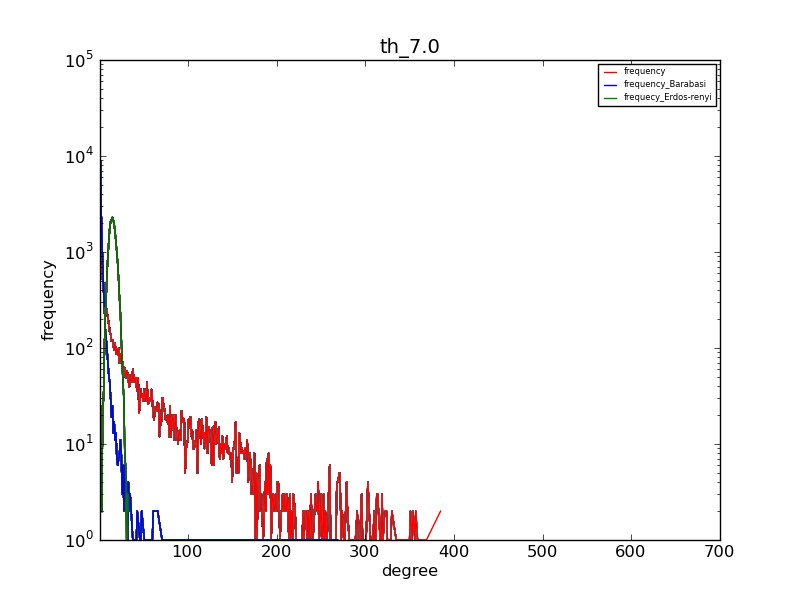 th_7.0
10^5
10^4
10^3
10^2
10^1
10^0
frequency
frequency
frequency_Barabasi
frequecy_Erdos-renyi
100 200 300 400 500 600 700
degree